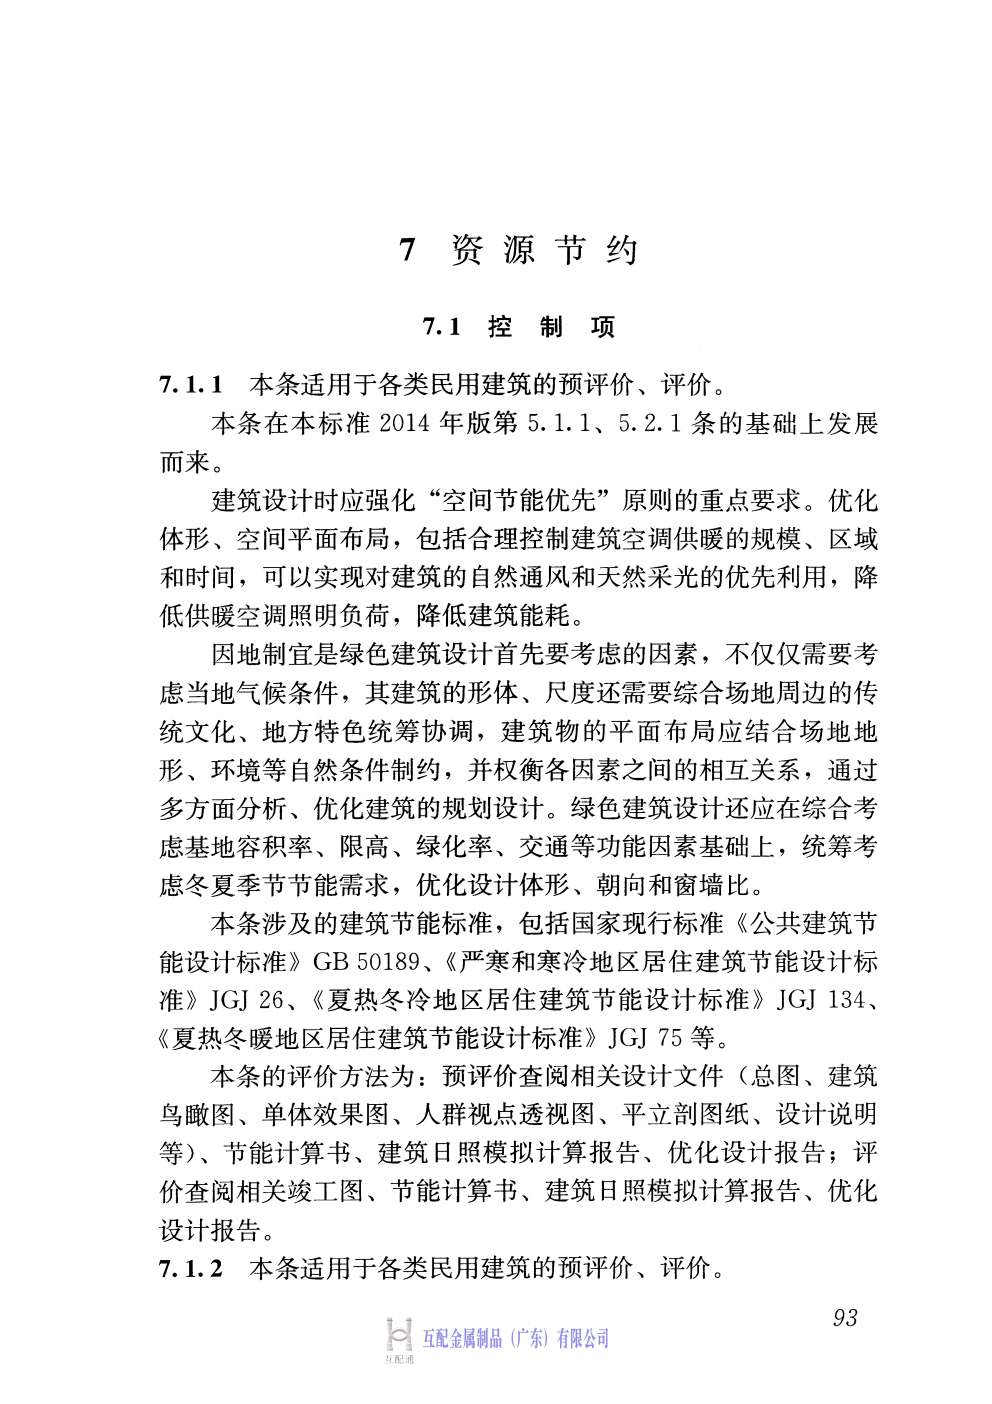 7 资源节约
7.1 控制项
7.1.1 本条适用于各类民用建筑的预评价、评价。
本条在本标准 2014 年版第 5.1.1、5.2.1 条的基础上发展
而来。
建筑设计时应强化“空间节能优先”原则的重点要求。优化
体形、空间平面布局，包括合理控制建筑空调供暖的规模、区域
和时间，可以实现对建筑的自然通风和天然采光的优先利用，降
低供暖空调照明负荷，降低建筑能耗。
因地制宜是绿色建筑设计首先要考虑的因素，不仅仅需要考
虑当地气候条件，其建筑的形体、尺度还需要综合场地周边的传
统文化、地方特色统筹协调，建筑物的平面布局应结合场地地
形、环境等自然条件制约，并权衡各因素之间的相互关系，通过
多方面分析、优化建筑的规划设计。绿色建筑设计还应在综合考
虑基地容积率、限高、绿化率、交通等功能因素基础上，统筹考
虑冬夏季节节能需求，优化设计体形、朝向和窗墙比。
本条涉及的建筑节能标准，包括国家现行标准《公共建筑节
能设计标准》GB 50189、《严寒和寒冷地区居住建筑节能设计标
准》JGJ 26、《夏热冬冷地区居住建筑节能设计标准》JGJ 134、
《夏热冬暖地区居住建筑节能设计标准》JGJ 75 等。
本条的评价方法为：预评价查阅相关设计文件（总图、建筑
鸟瞰图、单体效果图、人群视点透视图、平立剖图纸、设计说明
等）、节能计算书、建筑日照模拟计算报告、优化设计报告；评
价查阅相关竣工图、节能计算书、建筑日照模拟计算报告、优化
设计报告。
7.1.2 本条适用于各类民用建筑的预评价、评价。
93
互配金属制品（广东）有限公司
互配通